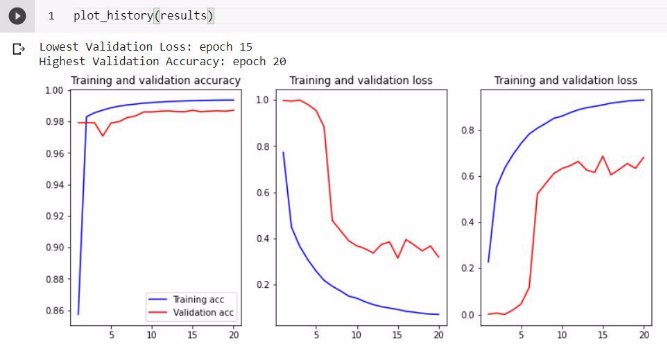 1 plot_history(results)
Lowest Validation Loss: epoch 15
Highest Validation Accuracy: epoch 20
Training and validation accuracy
Training and validation loss
Training and validation loss
1.00
0.98
0.96
0.94
0.92
0.90
0.88
0.86
Training acc
Validation acc
5 10 15 20
1.0
0.8
0.6
0.4
0.2
5 10 15 20
0.8
0.6
0.4
0.2
0.0
5 10 15 20